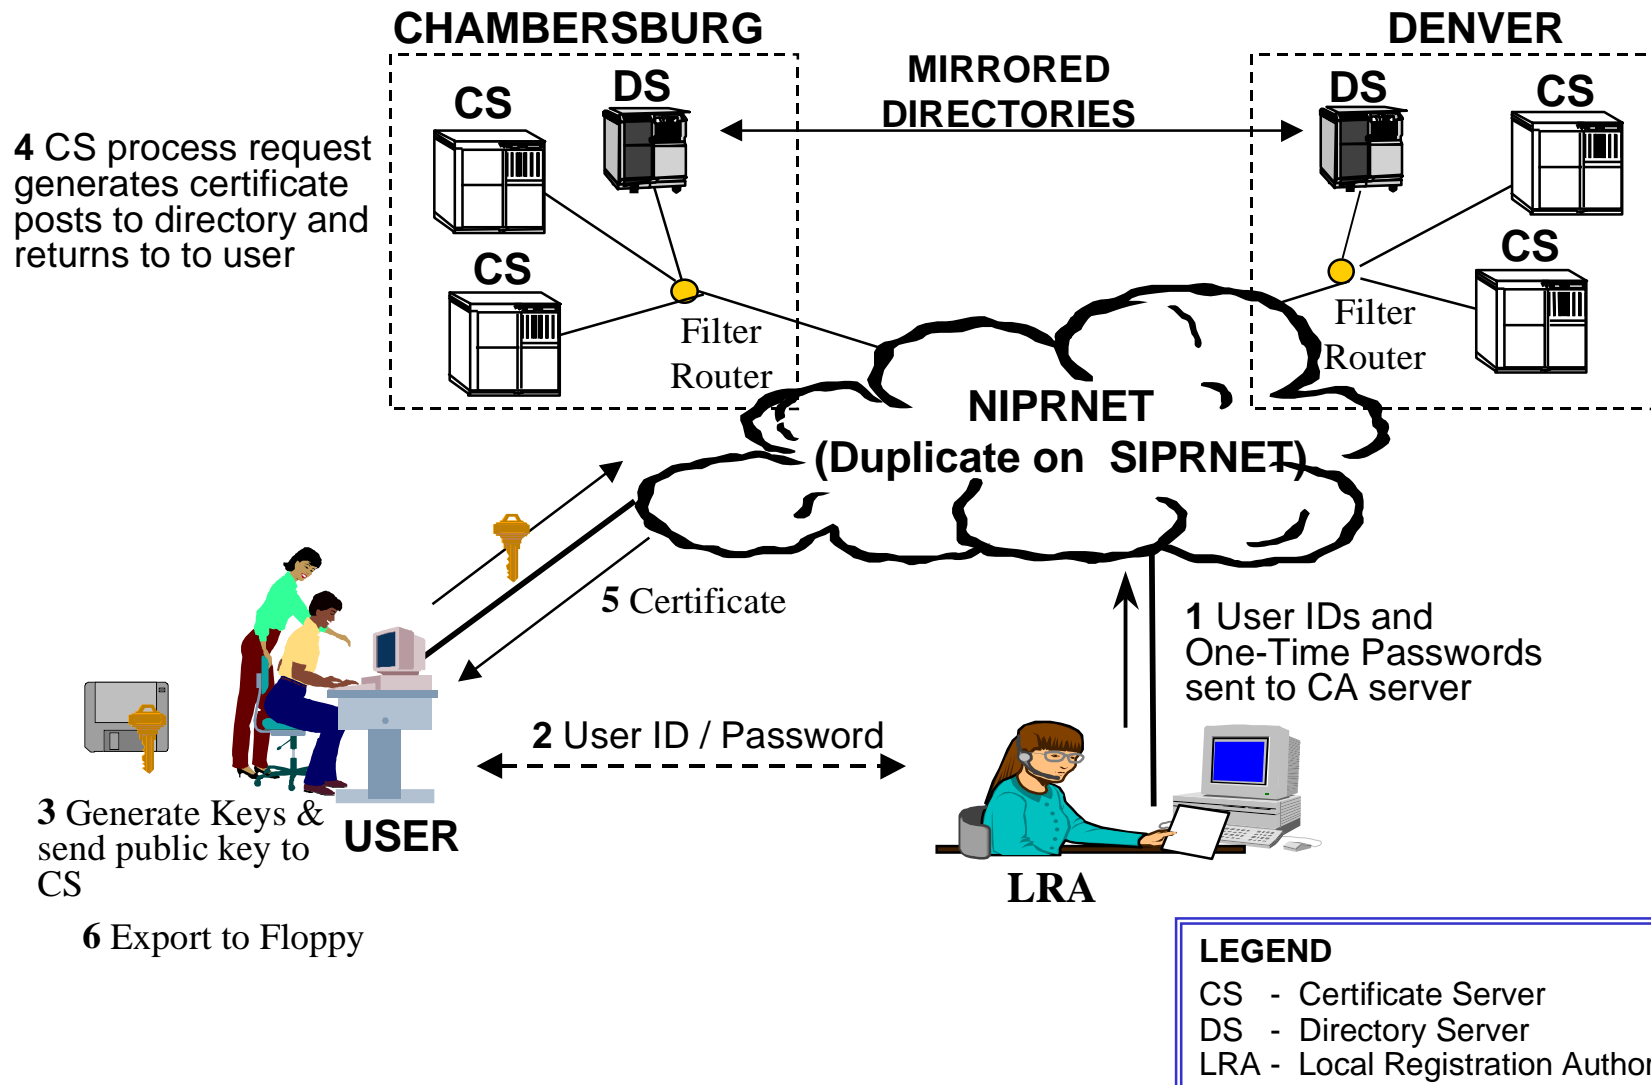 CHAMBERSBURG
DENVER
CS
DS
MIRRORED
DIRECTORIES
DS
CS
4 CS process request
generates certificate
posts to directory and
returns to to user
CS
CS
Filter
Router
Filter
Router
NIPRNET
(Duplicate on SIPRNET)
5 Certificate
1 User IDs and
One-Time Passwords
sent to CA server
2 User ID / Password
3 Generate Keys &
send public key to
CS
USER
LRA
6 Export to Floppy
LEGEND
CS - Certificate Server
DS - Directory Server
LRA - Local Registration Author